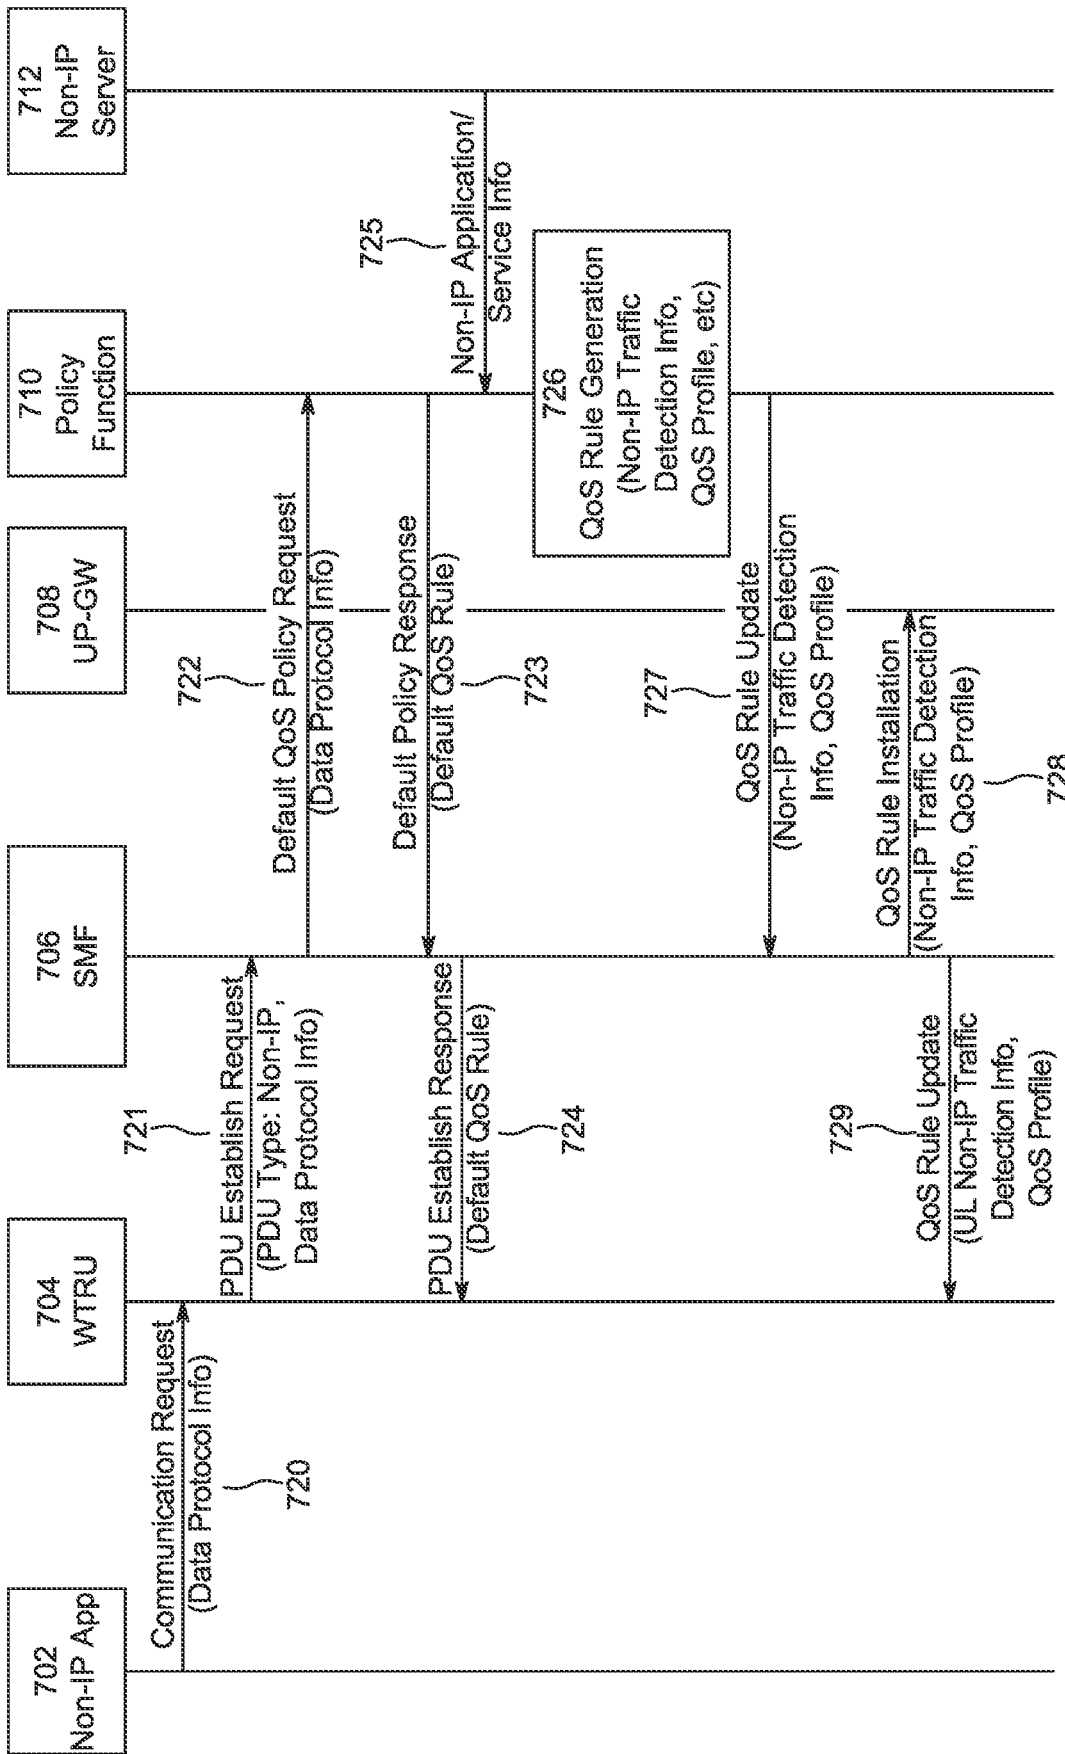 702
Non-IP App
704
WTRU
706
SMF
708
UP-GW
710
Policy
Function
712
Non-IP
Server
Communication Request
(Data Protocol Info)
720
721
PDU Establish Request
(PDU Type: Non-IP,
Data Protocol Info)
722
Default QoS Policy Request
(Data Protocol Info)
Default Policy Response
(Default QoS Rule)
723
PDU Establish Response
(Default QoS Rule)
724
725
Non-IP Application/
Service Info
726
QoS Rule Generation
(Non-IP Traffic
Detection Info,
QoS Profile, etc)
727
QoS Rule Update
(Non-IP Traffic Detection
Info, QoS Profile)
QoS Rule Installation
(Non-IP Traffic Detection
Info, QoS Profile)
728
729
QoS Rule Update
(UL Non-IP Traffic
Detection Info,
QoS Profile)